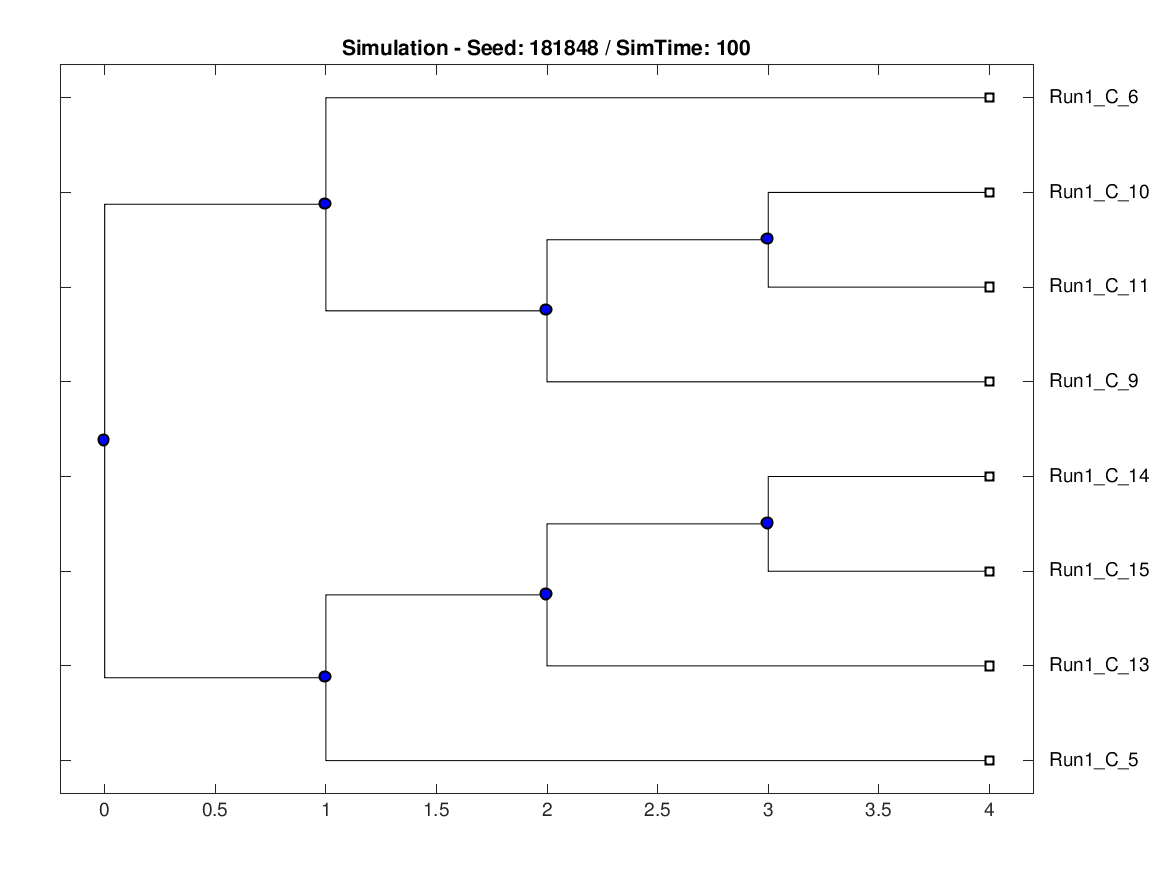 Simulation - Seed: 181848 / SimTime: 100
Run1_C_6
Run1_C_10
Run1_C_11
Run1_C_9
Run1_C_14
Run1_C_15
Run1_C_13
Run1_C_5
0 0.5 1 1.5 2 2.5 3 3.5 4